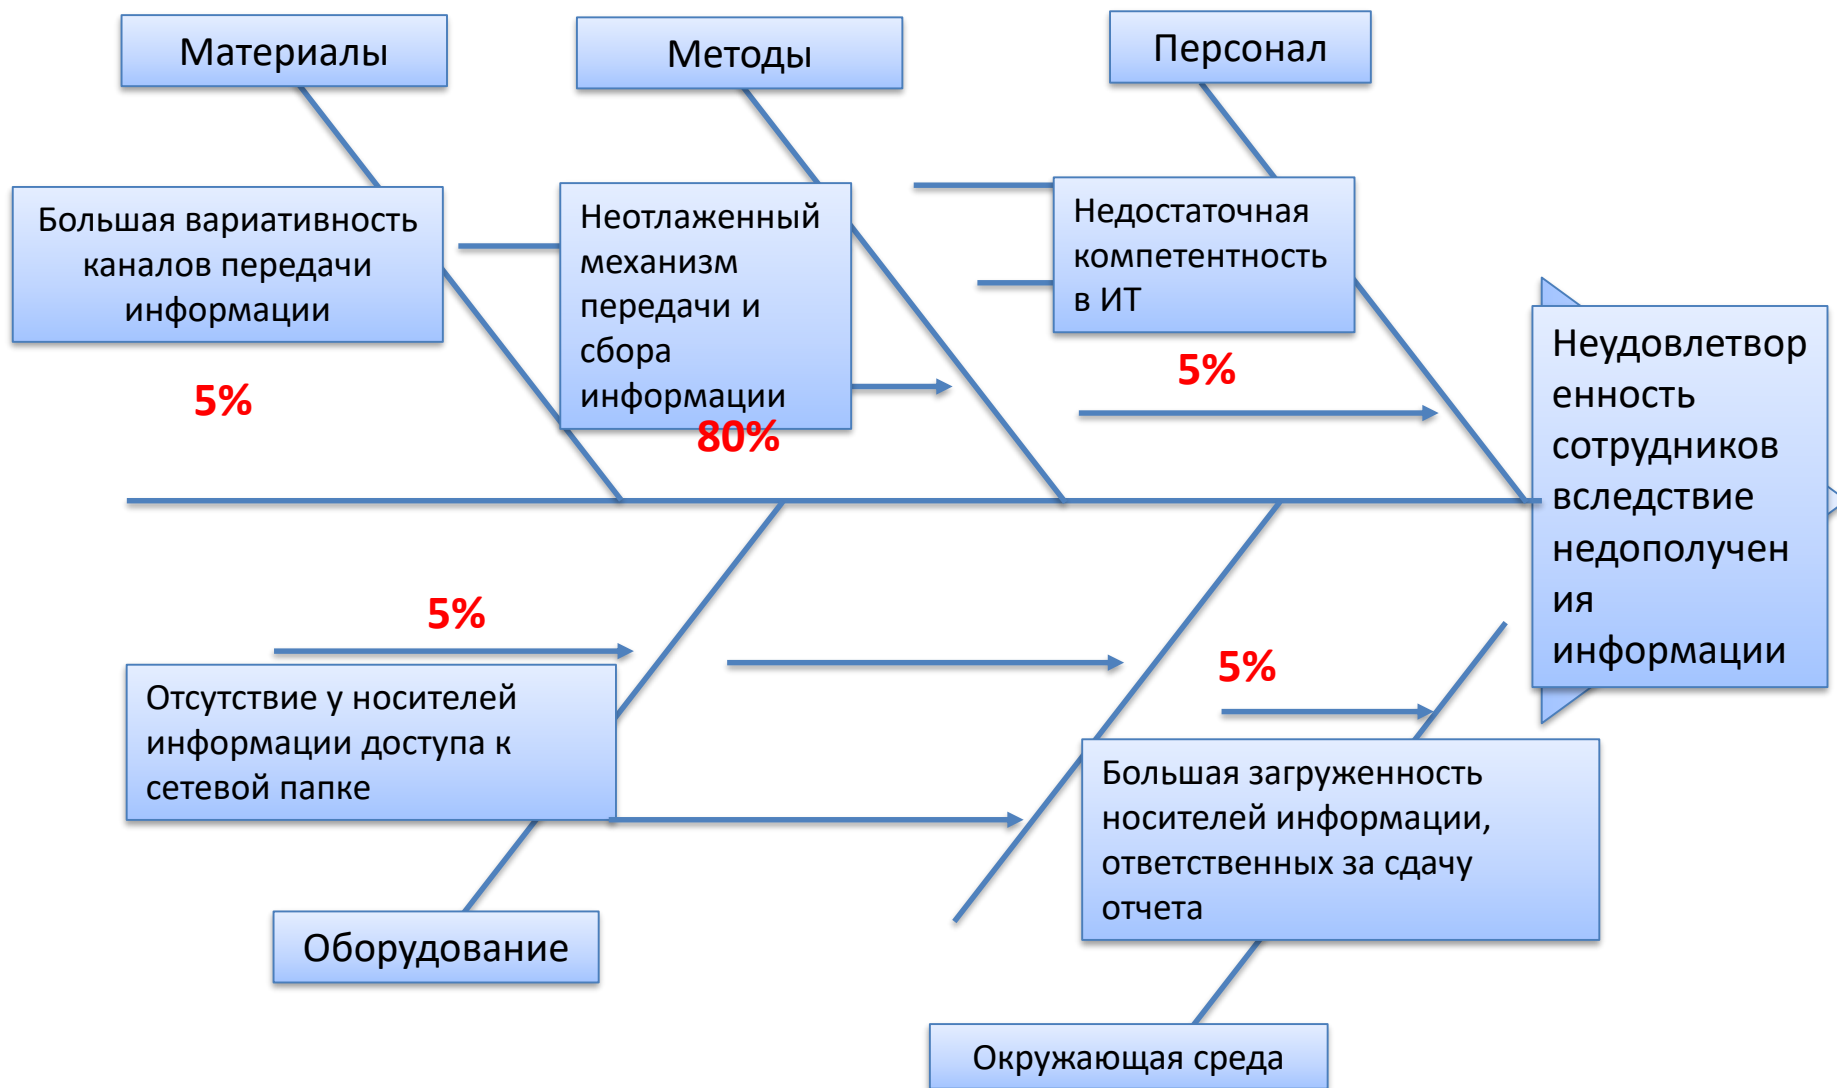 Материалы
Методы
Персонал
Большая вариативность
каналов передачи
информации
5%
Неотлаженный
механизм
передачи и
сбора
информации
80%
Недостаточная
компетентность
в ИТ
5%
Неудовлетвор
енность
сотрудников
вследствие
недополучен
ия
информации
5%
Отсутствие у носителей
информации доступа к
сетевой папке
5%
Большая загруженность
носителей информации,
ответственных за сдачу
отчета
Оборудование
Окружающая среда